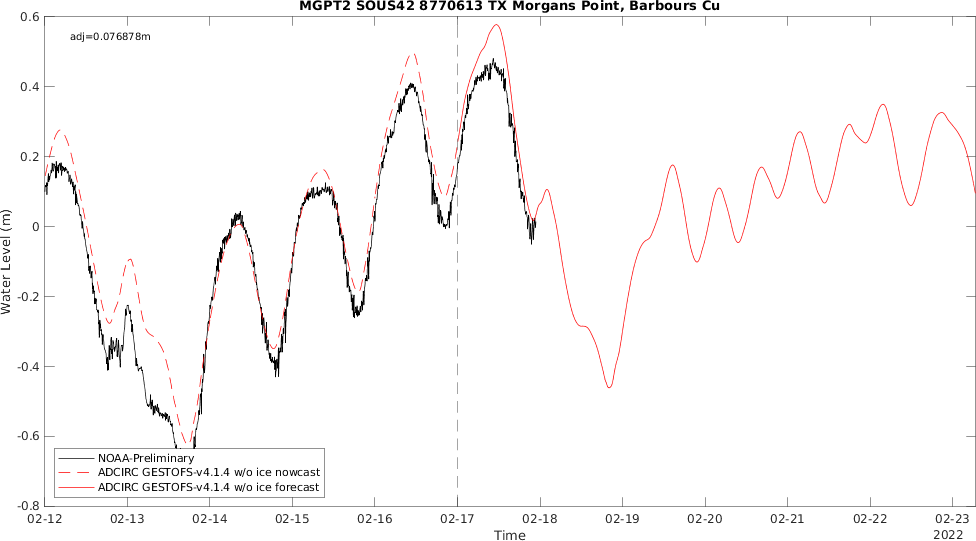 MGPT2 SOUS42 8770613 TX Morgans Point, Barbours Cu
adj=0.076878m
0.6
0.4
0.2
0
-0.2
-0.4
-0.6
-0.8
Water Level (m)
NOAA-Preliminary
ADCIRC GESTOFS-v4.1.4 w/o ice nowcast
ADCIRC GESTOFS-v4.1.4 w/o ice forecast
02-12 02-13 02-14 02-15 02-16 02-17 02-18 02-19 02-20 02-21 02-22 02-23
Time
2022